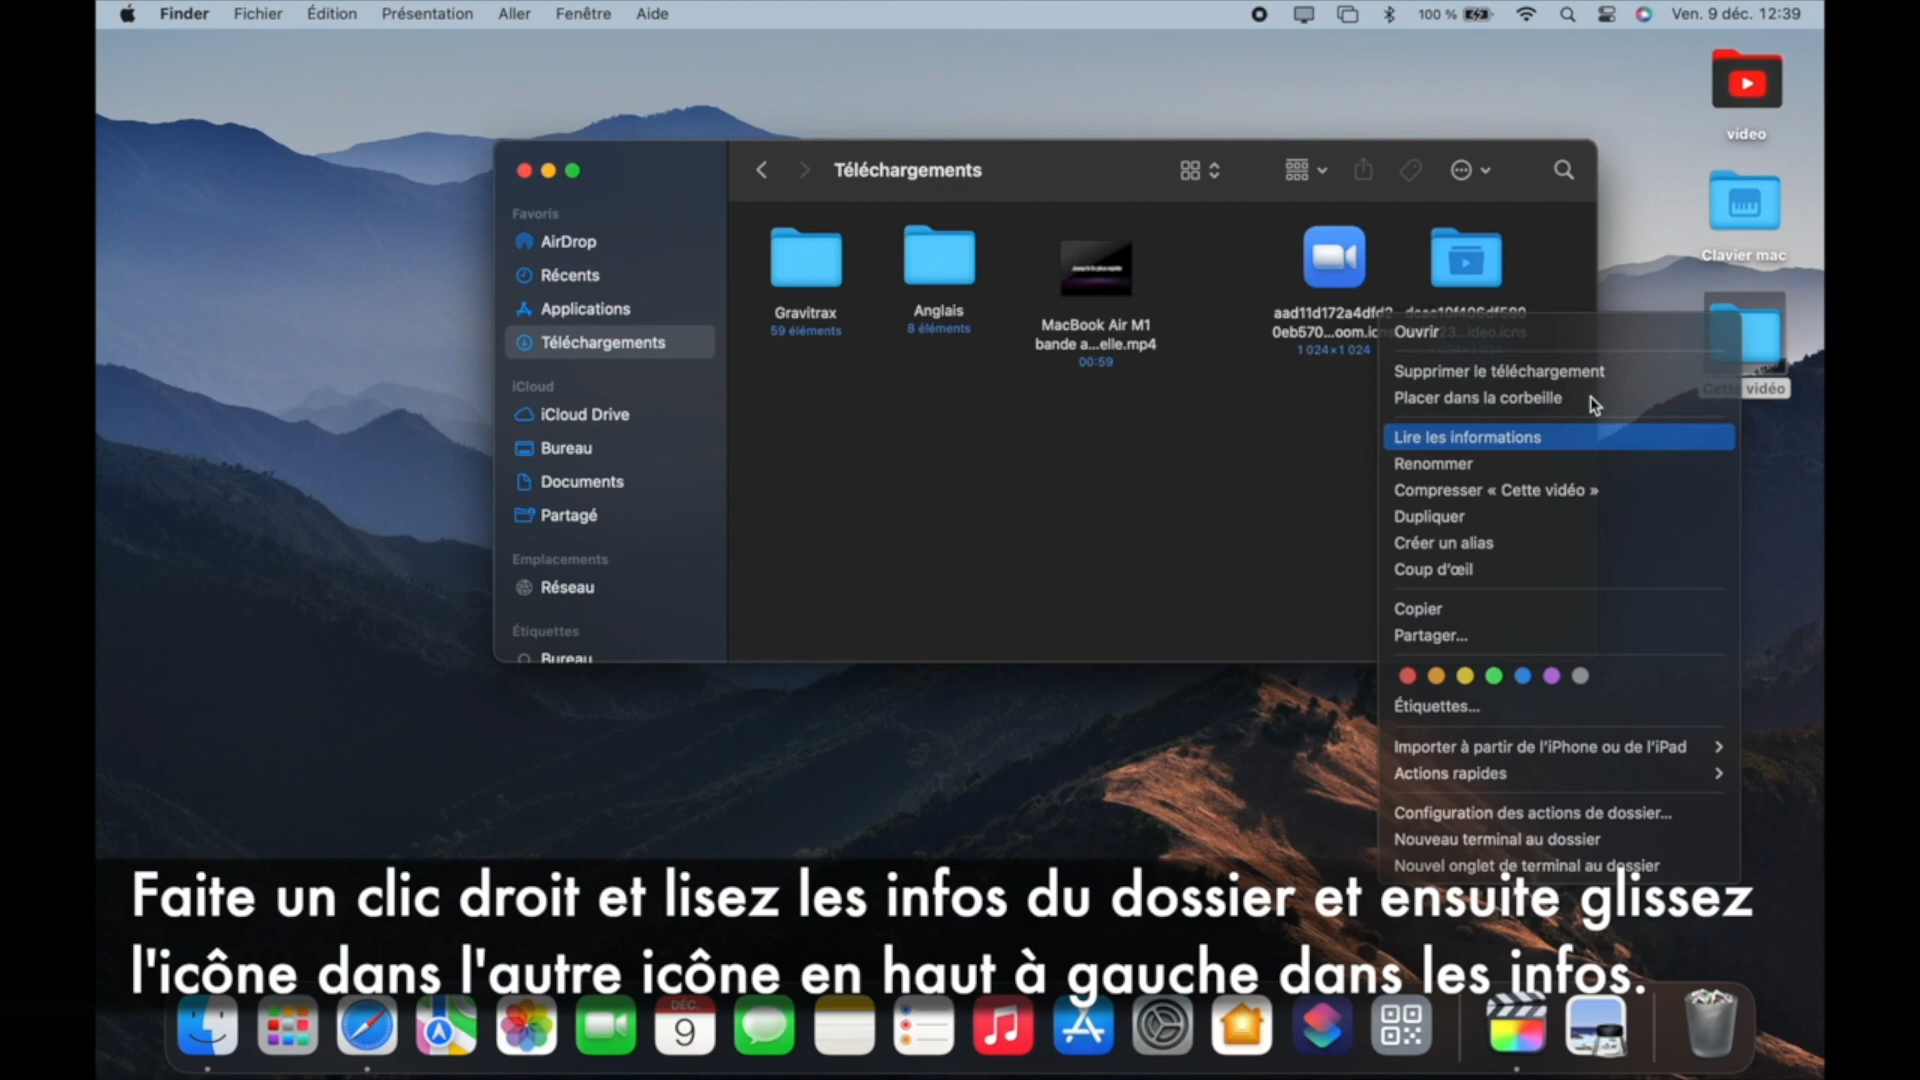 Finder Fichier Édition Présentation Aller Fenêtre Aide 100 % Ven. 9 déc. 12:39
video
Clavier mac
Cette vidéo
Téléchargements
Favoris
AirDrop
Récents
Applications
Téléchargements
iCloud
iCloud Drive
Bureau
Documents
Partagé
Emplacements
Réseau
Étiquettes
Bureau
Gravitrax
59 éléments
Anglais
8 éléments
MacBook Air M1
bande a...elle.mp4
00:59
aad11d172a4dfd2
0eb570...oom.icns
1 024×1 024
Ouvrir
Supprimer le téléchargement
Placer dans la corbeille
Lire les informations
Renommer
Compresser « Cette vidéo »
Dupliquer
Créer un alias
Coup d'œil
Copier
Partager...
Étiquettes...
Importer à partir de l'iPhone ou de l'iPad
Actions rapides
Configuration des actions de dossier...
Nouveau terminal au dossier
Nouvel onglet de terminal au dossier
Faite un clic droit et lisez les infos du dossier et ensuite glissez
l'icône dans l'autre icône en haut à gauche dans les infos.
DÉC.
9